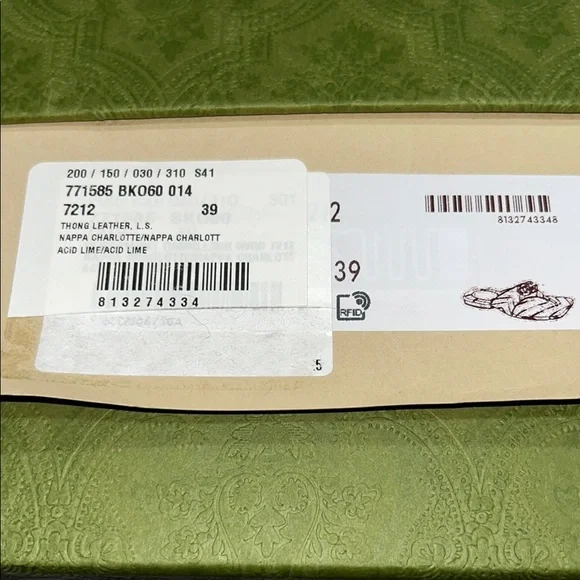 200 / 150 / 030 / 310 S41
771585 BKO60 014
7212 39
THONG LEATHER, L.S.
NAPPA CHARLOTTE/NAPPA CHARLOTT
ACiD LIME/ACID LIME
813274334
.5
2
39
RFID
8132743348